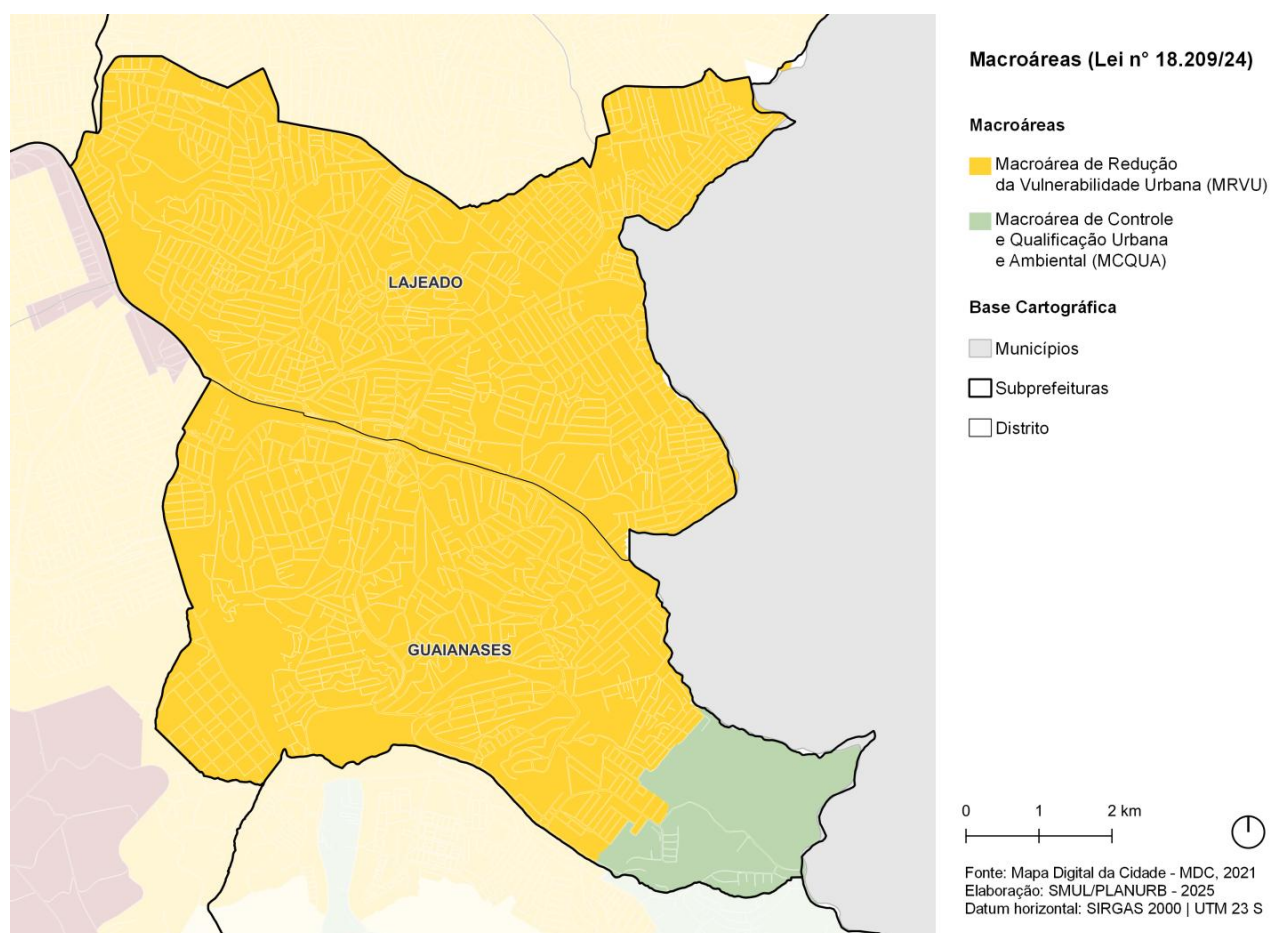 Macroáreas (Lei n° 18.209/24)
Macroáreas
Macroárea de Redução
da Vulnerabilidade Urbana (MRVU)
Macroárea de Controle
e Qualificação Urbana
e Ambiental (MCQUA)
Base Cartográfica
Municípios
Subprefeituras
Distrito
LAJEADO
GUAIANASES
0 1 2 km
Fonte: Mapa Digital da Cidade - MDC, 2021
Elaboração: SMUL/PLANURB - 2025
Datum horizontal: SIRGAS 2000 | UTM 23 S